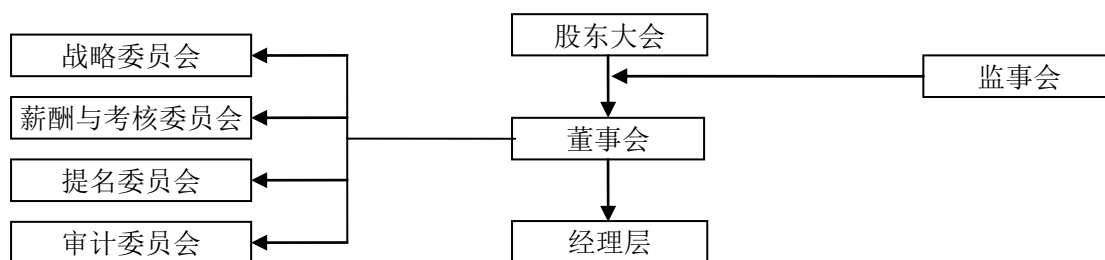 股东大会
战略委员会
监事会
薪酬与考核委员会
董事会
提名委员会
审计委员会
经理层